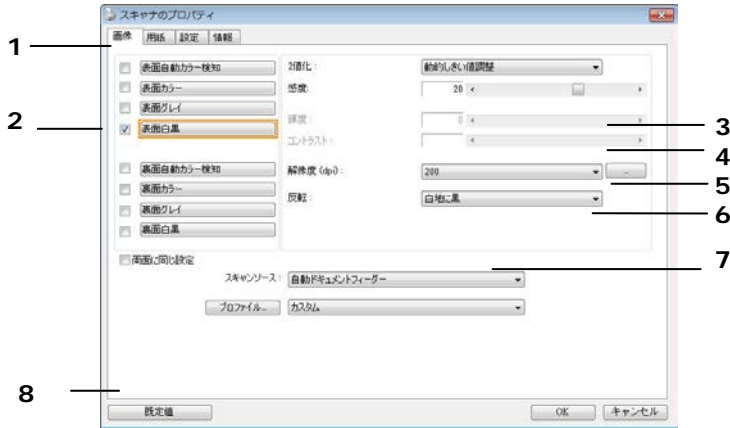 スキャナのプロパティ
画像 用紙 設定 情報
1
表面自動カラー検知 2値化: 動的しきい値調整
表面カラー 感度: 20
表面グレイ 輝度: 0 3
2 表面白黒 コントラスト: 4
裏面自動カラー検知 解像度 (dpi): 200 ... 5
裏面カラー 反転: 白地に黒 6
裏面グレイ
裏面白黒
両面に同じ設定 7
スキャンソース: 自動ドキュメントフィーダー
プロファイル... カスタム
8
既定値 OK キャンセル